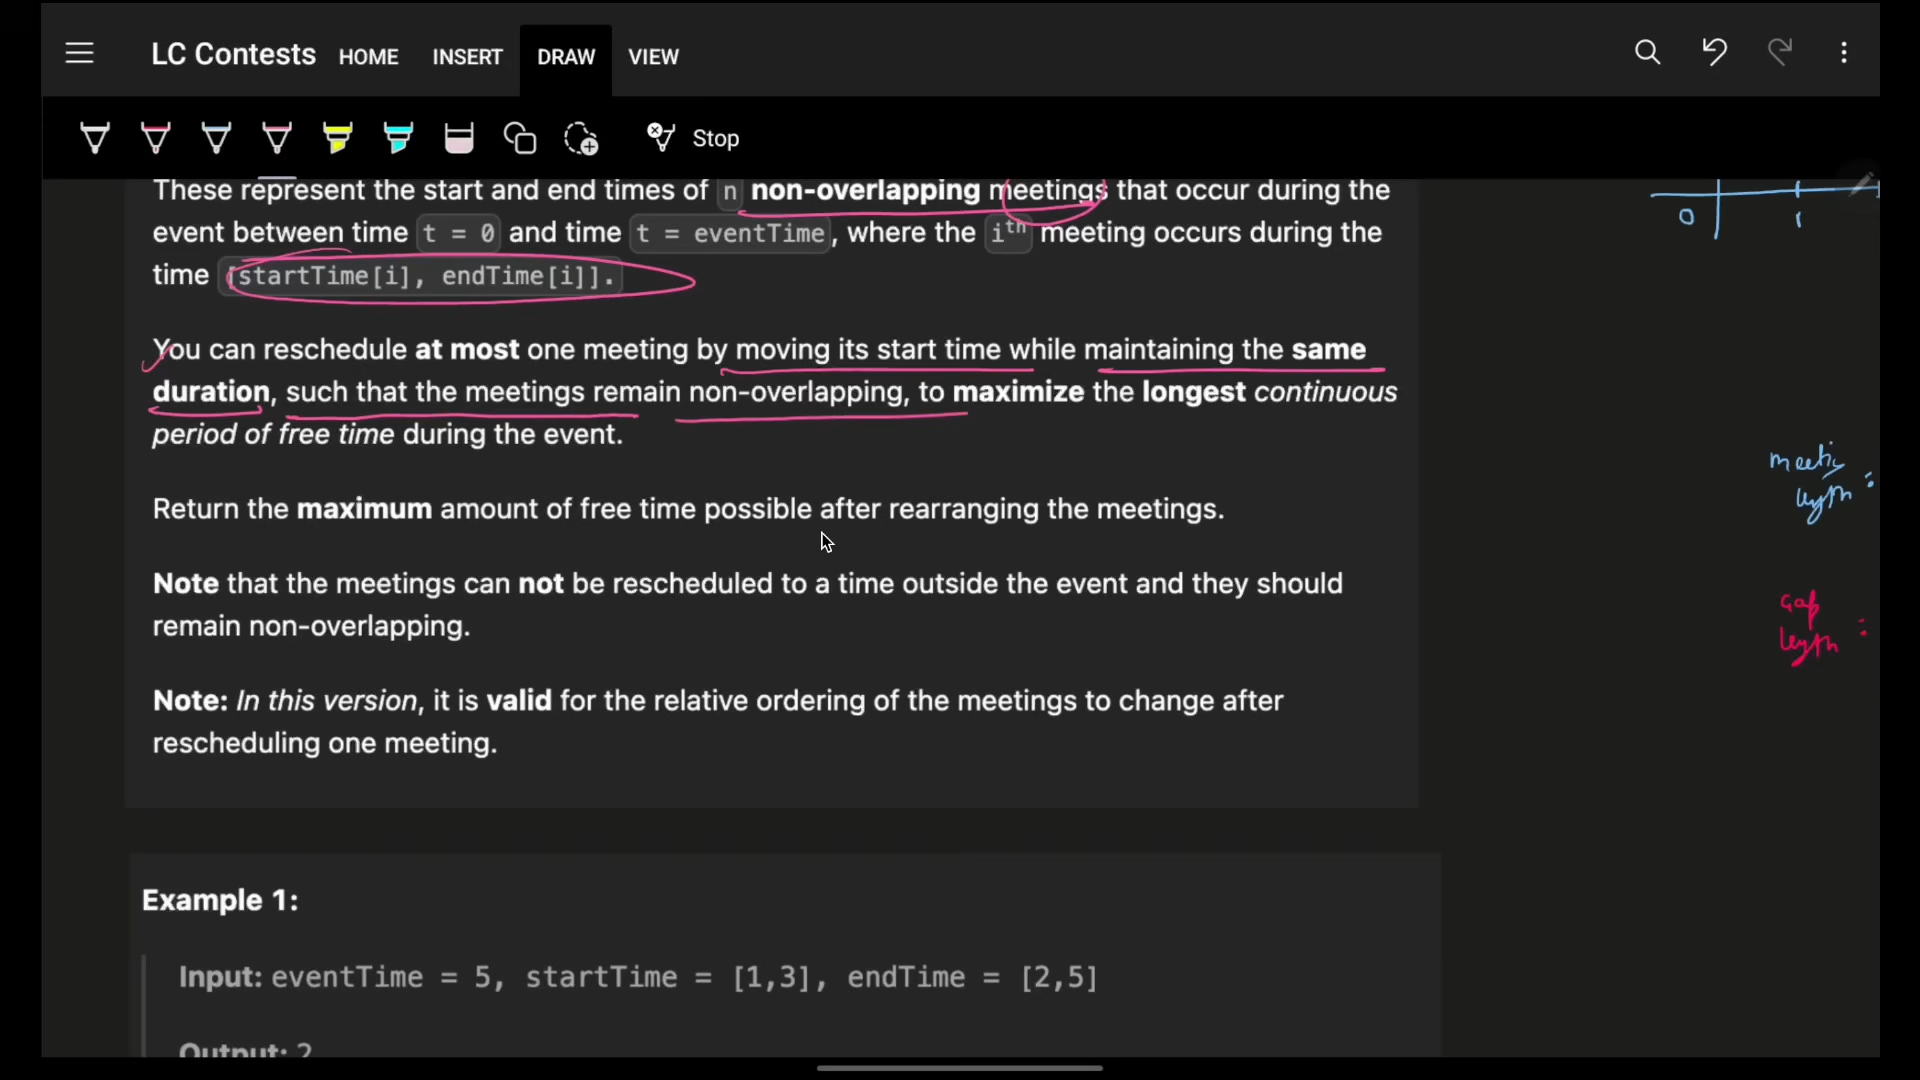 LC Contests HOME INSERT DRAW VIEW
Stop
These represent the start and end times of n non-overlapping meetings that occur during the
event between time t = 0 and time t = eventTime, where the ith meeting occurs during the
time [startTime[i], endTime[i]].
0 1
You can reschedule at most one meeting by moving its start time while maintaining the same
duration, such that the meetings remain non-overlapping, to maximize the longest continuous
period of free time during the event.
Return the maximum amount of free time possible after rearranging the meetings.
Note that the meetings can not be rescheduled to a time outside the event and they should
remain non-overlapping.
Note: In this version, it is valid for the relative ordering of the meetings to change after
rescheduling one meeting.
Gap
length :
Example 1:
Input: eventTime = 5, startTime = [1,3], endTime = [2,5]
Output: 2